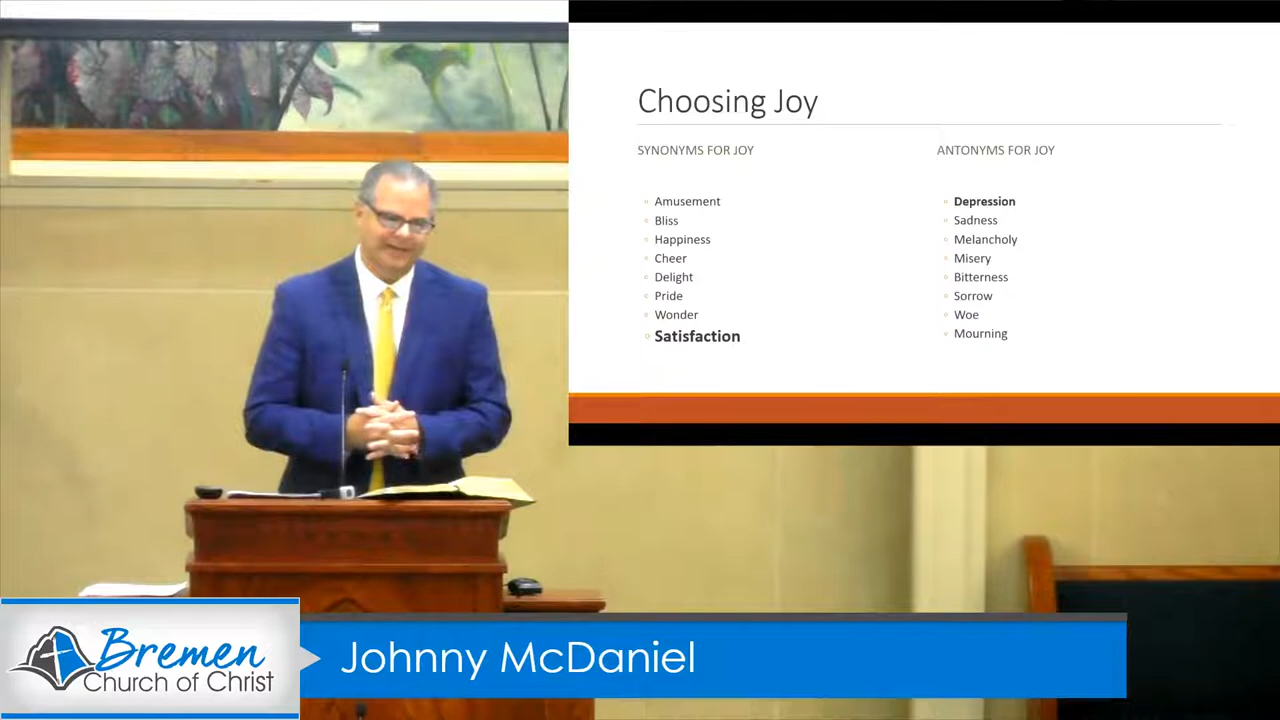 Choosing Joy
SYNONYMS FOR JOY
Amusement
Bliss
Happiness
Cheer
Delight
Pride
Wonder
Satisfaction
ANTONYMS FOR JOY
Depression
Sadness
Melancholy
Misery
Bitterness
Sorrow
Woe
Mourning
Bremen
Church of Christ
Johnny McDaniel